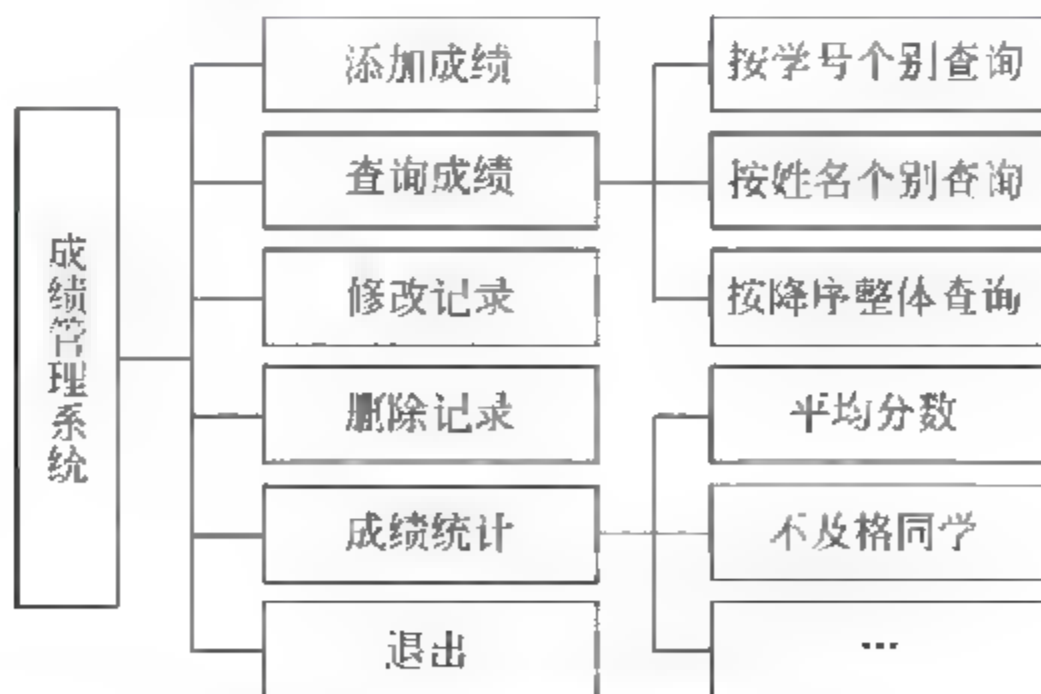 成绩管理系统
添加成绩
查询成绩
修改记录
删除记录
成绩统计
退出
按学号个别查询
按姓名个别查询
按降序整体查询
平均分数
不及格同学
…